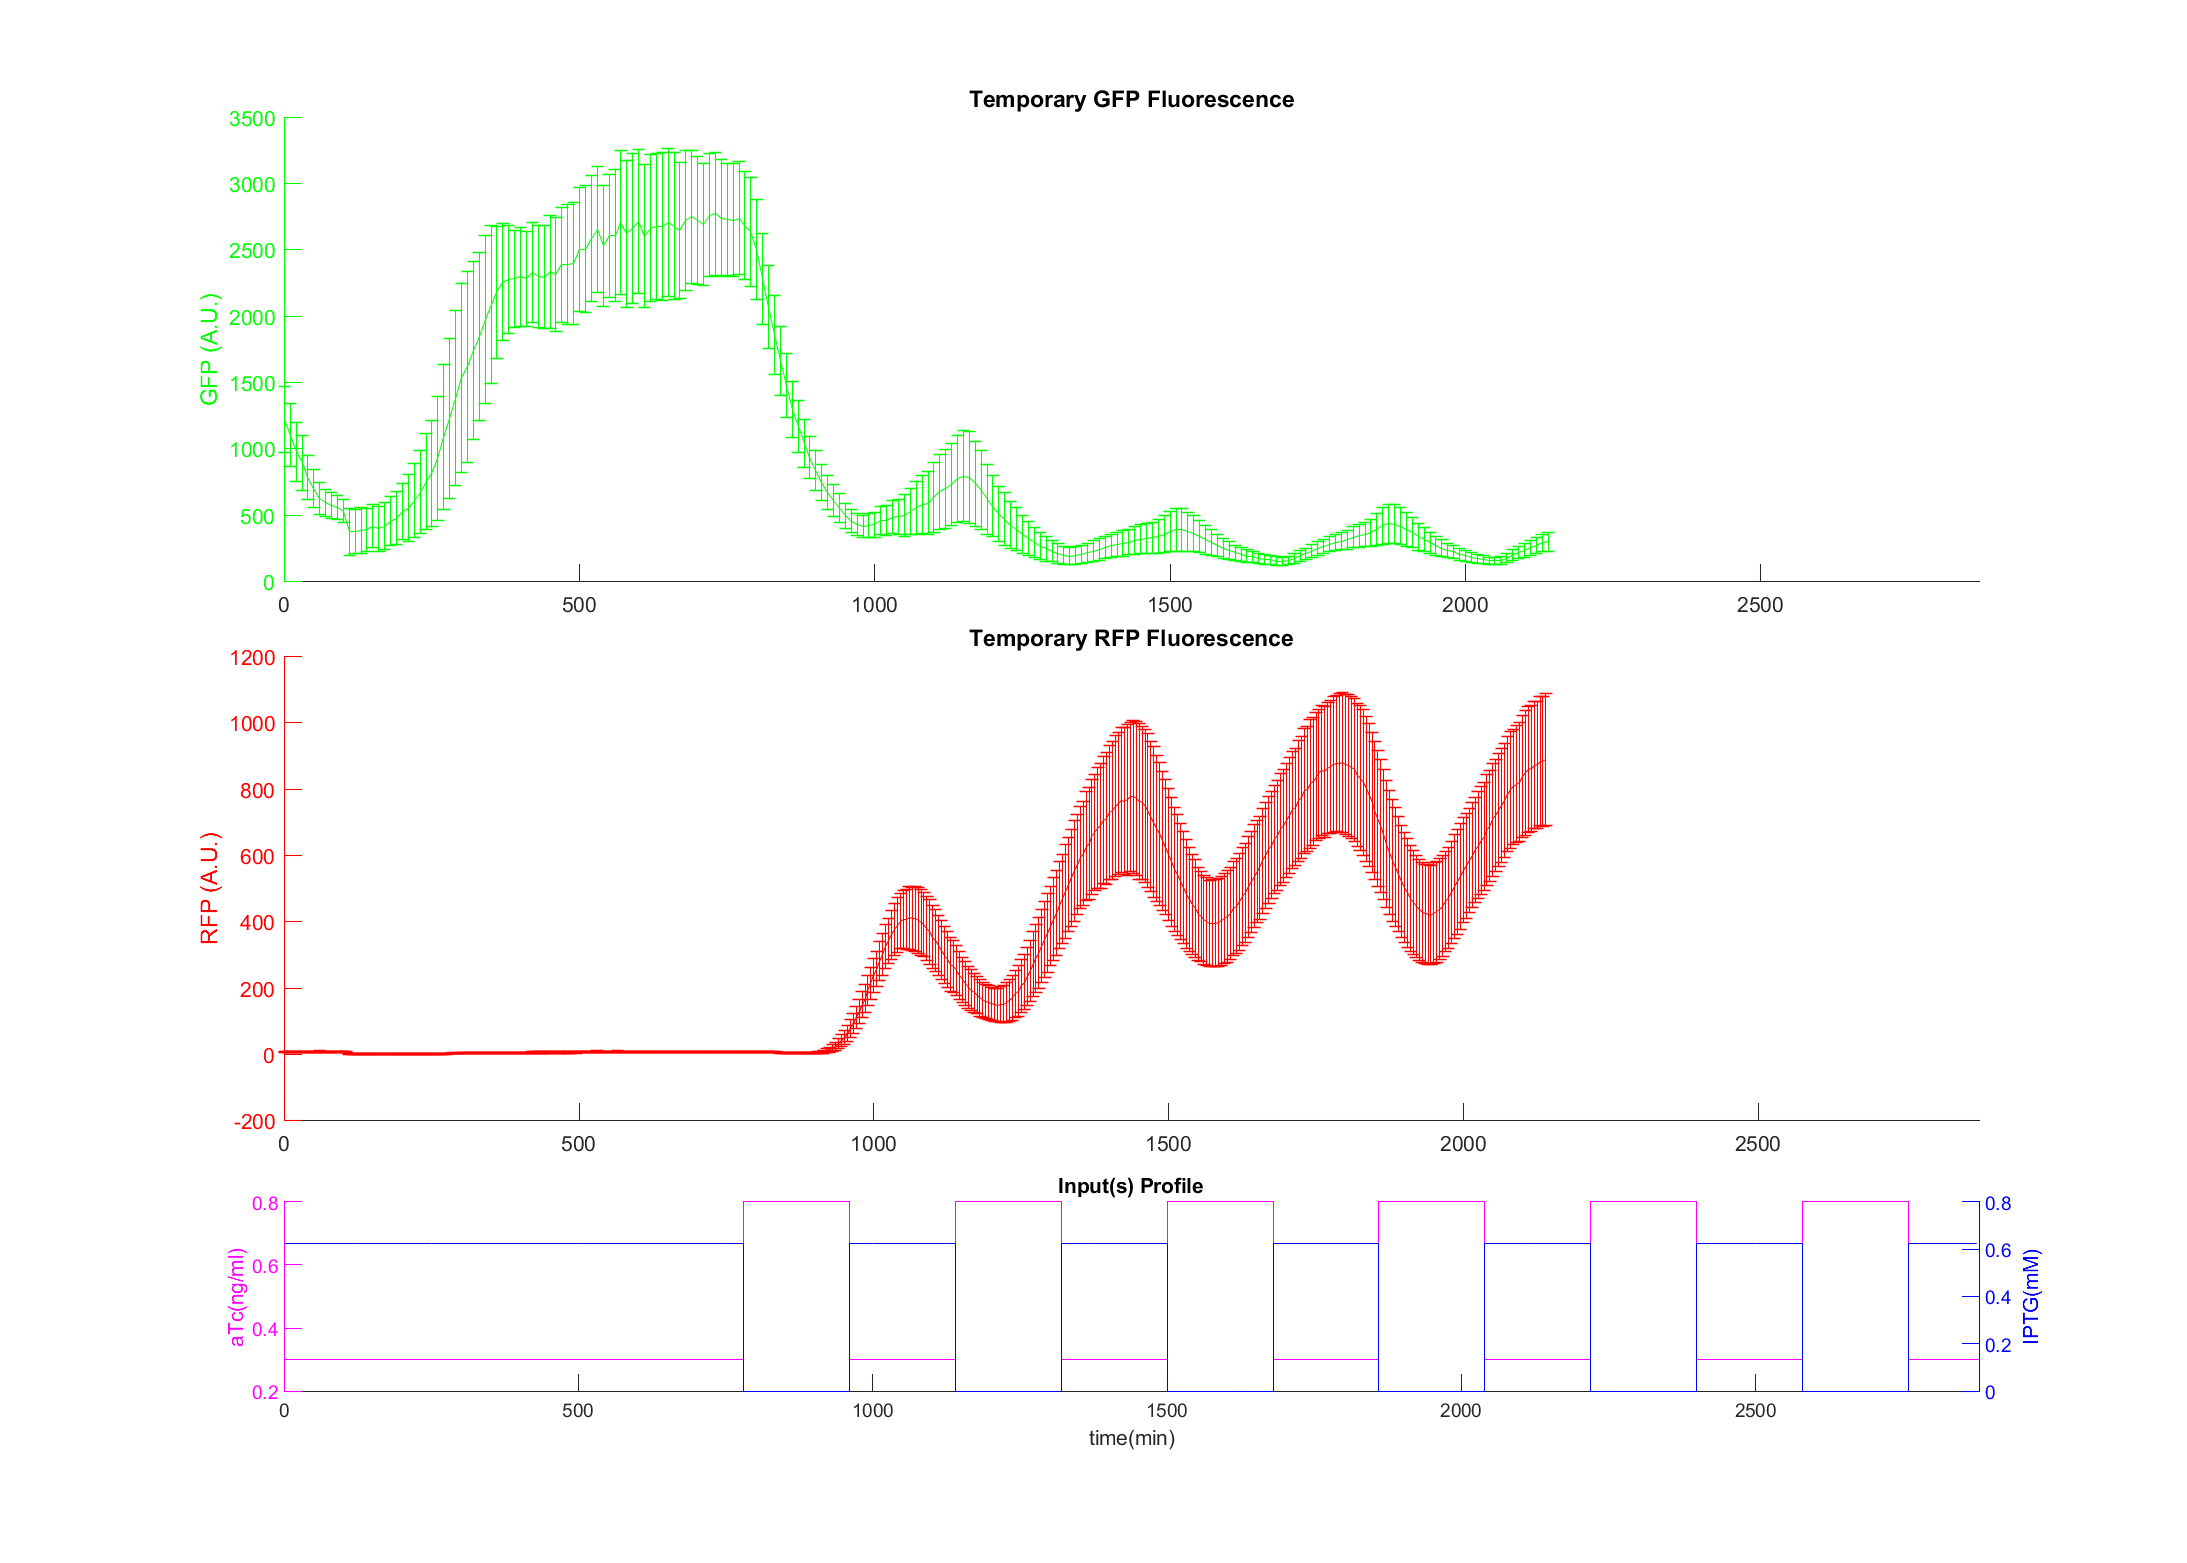 Temporary GFP Fluorescence
3500
3000
2500
2000
1500
1000
500
0
GFP (A.U.)
0 500 1000 1500 2000 2500
Temporary RFP Fluorescence
1200
1000
800
600
400
200
0
-200
RFP (A.U.)
0 500 1000 1500 2000 2500
Input(s) Profile
0.8
0.6
0.4
0.2
aTc(ng/ml)
0.8
0.6
0.4
0.2
0
IPTG(mM)
0 500 1000 1500 2000 2500
time(min)